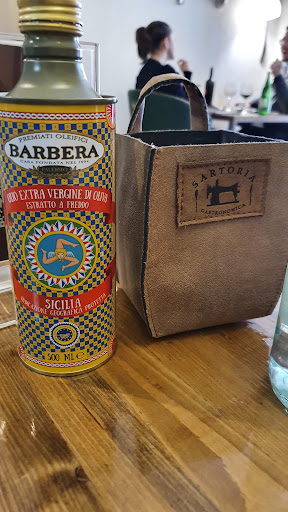 PREMIATI OLEIFICI
BARBERA
CASA FONDATA NEL 1894
PALERMO
OLIO EXTRA VERGINE DI OLIVA
ESTRATTO A FREDDO
SICILIA
INDICAZIONE GEOGRAFICA PROTETTA
500 ML e
SARTORIA
GASTRONOMICA